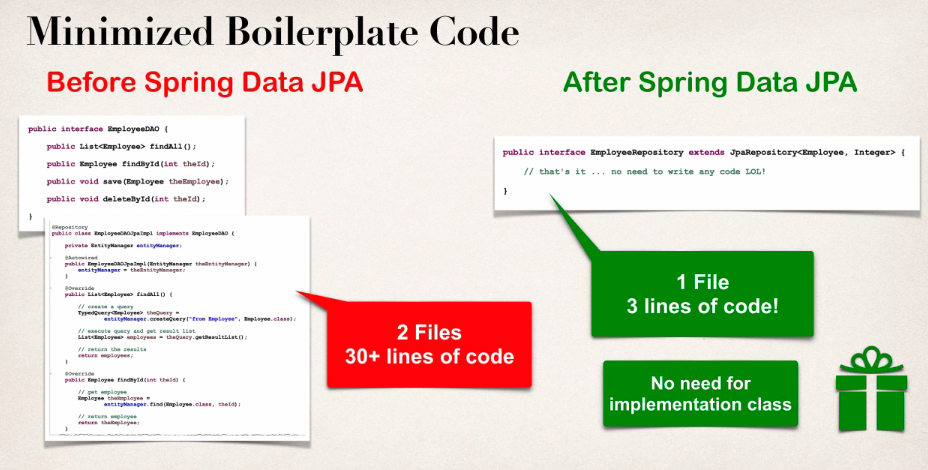 Minimized Boilerplate Code
Before Spring Data JPA
After Spring Data JPA
public interface EmployeeDAO {
public List<Employee> findAll();
public Employee findById(int theId);
public void save(Employee theEmployee);
public void deleteById(int theId);
}
@Repository
public class EmployeeDAOJpaImpl implements EmployeeDAO {
private EntityManager entityManager;
@Autowired
public EmployeeDAOJpaImpl(EntityManager theEntityManager) {
entityManager = theEntityManager;
}
@Override
public List<Employee> findAll() {
// create a query
TypedQuery<Employee> theQuery =
entityManager.createQuery("from Employee", Employee.class);
// execute query and get result list
List<Employee> employees = theQuery.getResultList();
// return the results
return employees;
}
@Override
public Employee findById(int theId) {
// get employee
Employee theEmployee =
entityManager.find(Employee.class, theId);
// return employee
return theEmployee;
}
2 Files
30+ lines of code
public interface EmployeeRepository extends JpaRepository<Employee, Integer> {
// that's it ... no need to write any code LOL!
}
1 File
3 lines of code!
No need for
implementation class